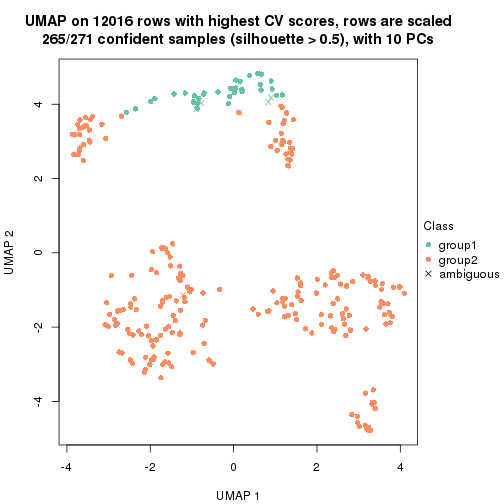 UMAP on 12016 rows with highest CV scores, rows are scaled
265/271 confident samples (silhouette > 0.5), with 10 PCs
4
2
0
-2
-4
UMAP 2
-4
-2
0
2
4
UMAP 1
Class
group1
group2
ambiguous